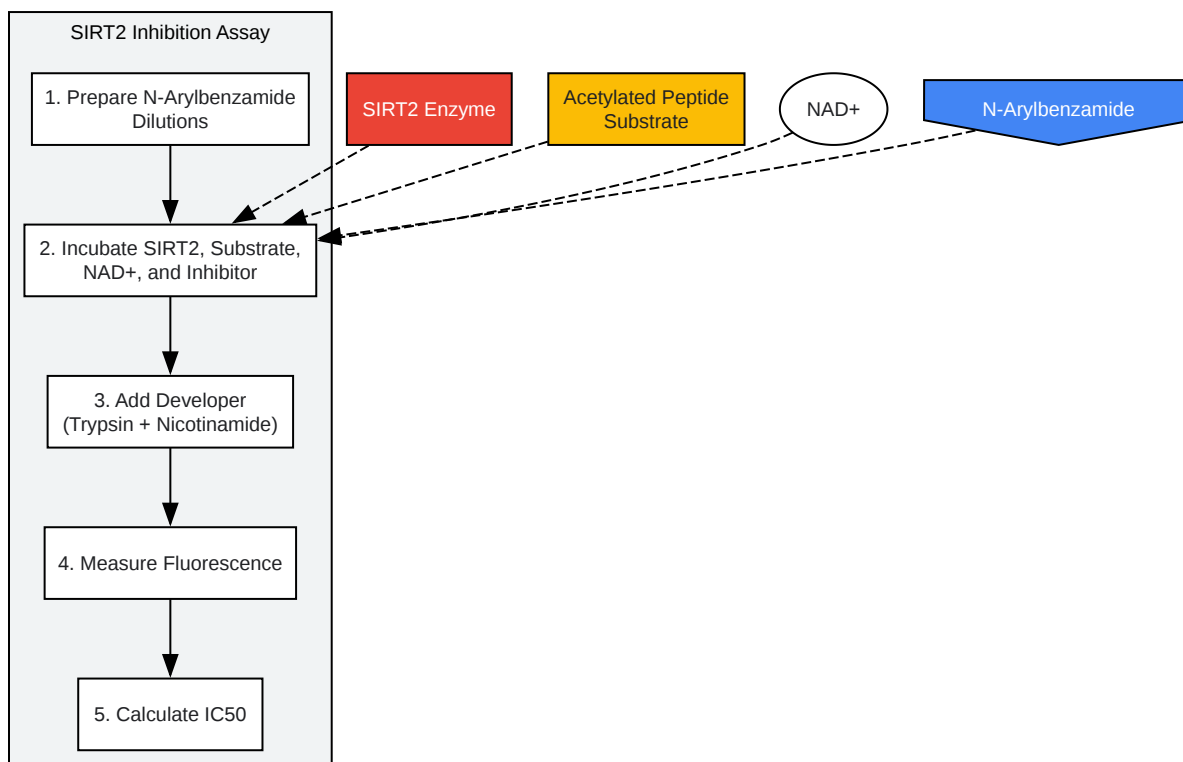 SIRT2 Inhibition Assay
1. Prepare N-Arylbenzamide
Dilutions
SIRT2 Enzyme
Acetylated Peptide
Substrate
NAD+
N-Arylbenzamide
2. Incubate SIRT2, Substrate,
NAD+, and Inhibitor
3. Add Developer
(Trypsin + Nicotinamide)
4. Measure Fluorescence
5. Calculate IC50